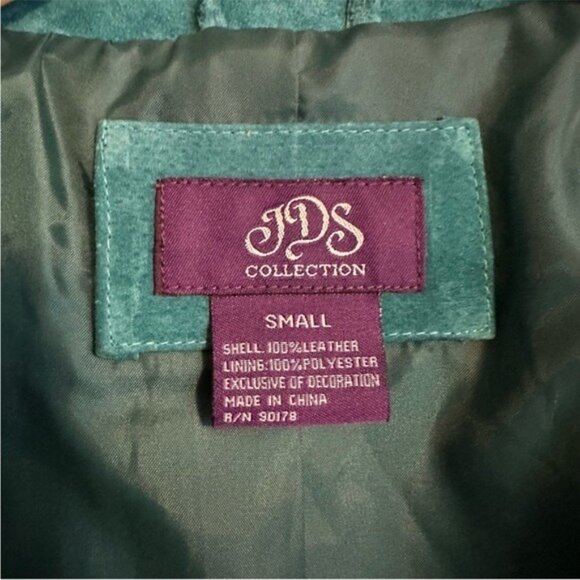 JDS
COLLECTION
SMALL
SHELL: 100%LEATHER
LINING:100%POLYESTER
EXCLUSIVE OF DECORATION
MADE IN CHINA
R/N 90178